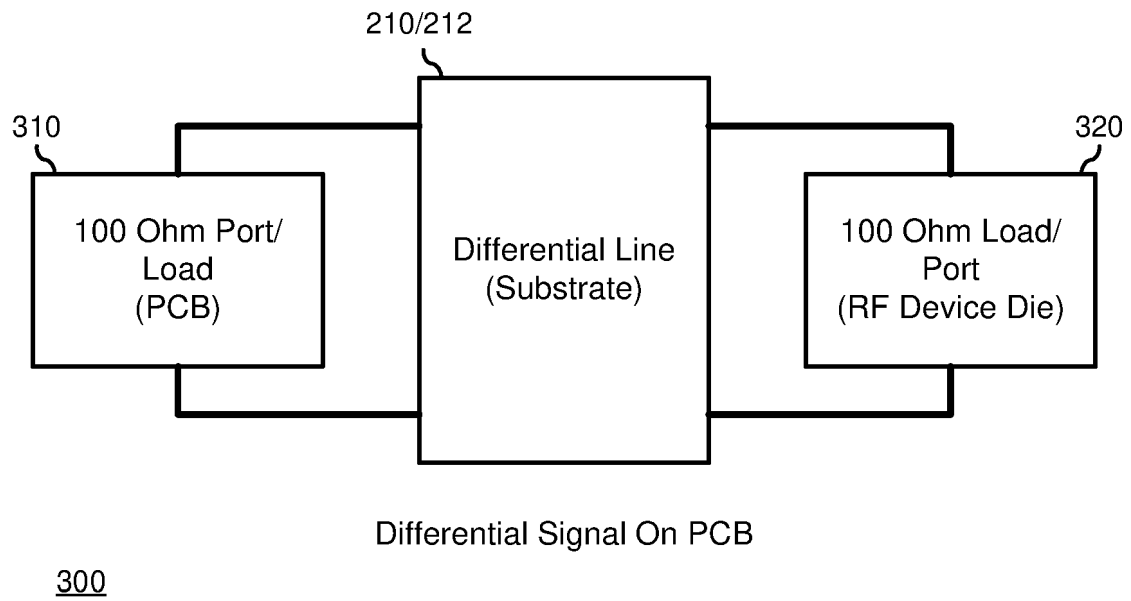 210/212
310
320
100 Ohm Port/
Load
(PCB)
Differential Line
(Substrate)
100 Ohm Load/
Port
(RF Device Die)
Differential Signal On PCB
300